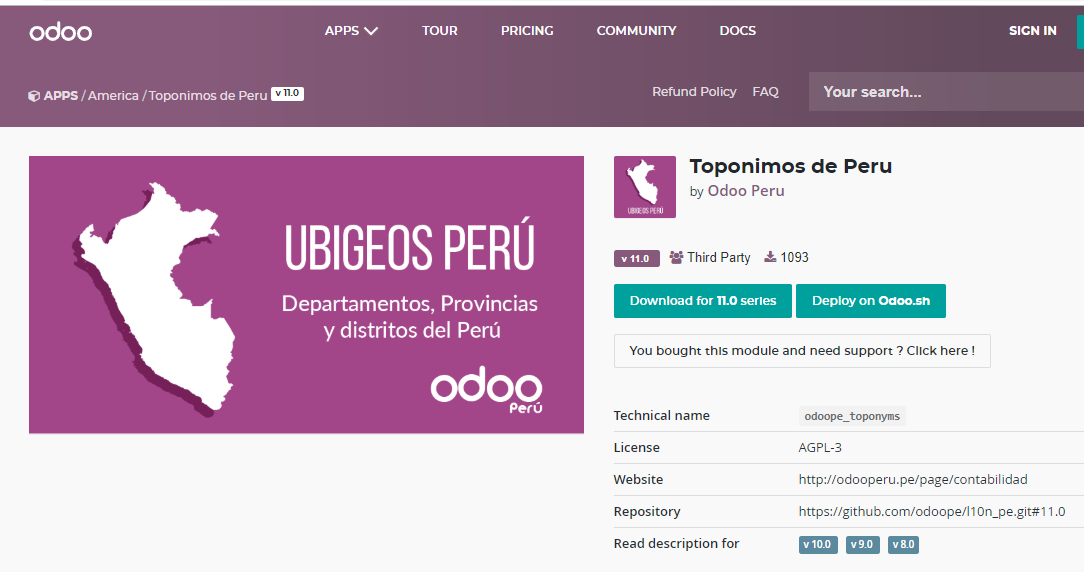 odoo APPS TOUR PRICING COMMUNITY DOCS SIGN IN
APPS / America / Toponimos de Peru v 11.0 Refund Policy FAQ Your search...
UBIGEOS PERÚ
Departamentos, Provincias
y distritos del Perú
odoo
Perú
UBIGEOS PERÚ
Toponimos de Peru
by Odoo Peru
v 11.0 Third Party 1093
Download for 11.0 series Deploy on Odoo.sh
You bought this module and need support ? Click here !
Technical name odoope_toponyms
License AGPL-3
Website http://odooperu.pe/page/contabilidad
Repository https://github.com/odoope/l10n_pe.git#11.0
Read description for v 10.0 v 9.0 v 8.0